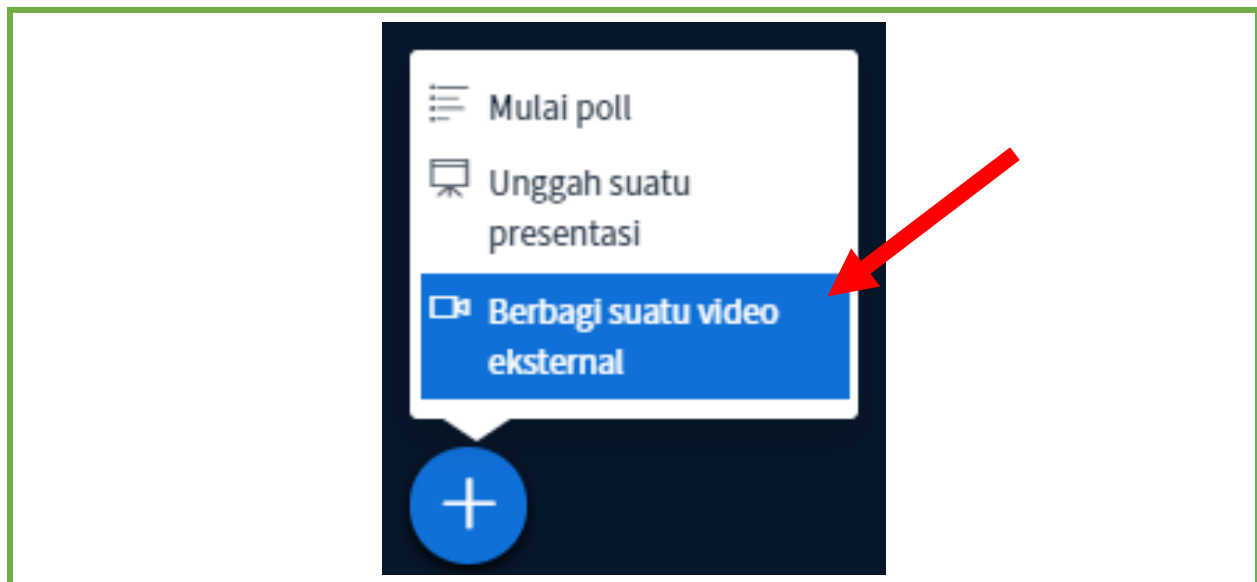 Mulai poll
Unggah suatu
presentasi
Berbagi suatu video
eksternal